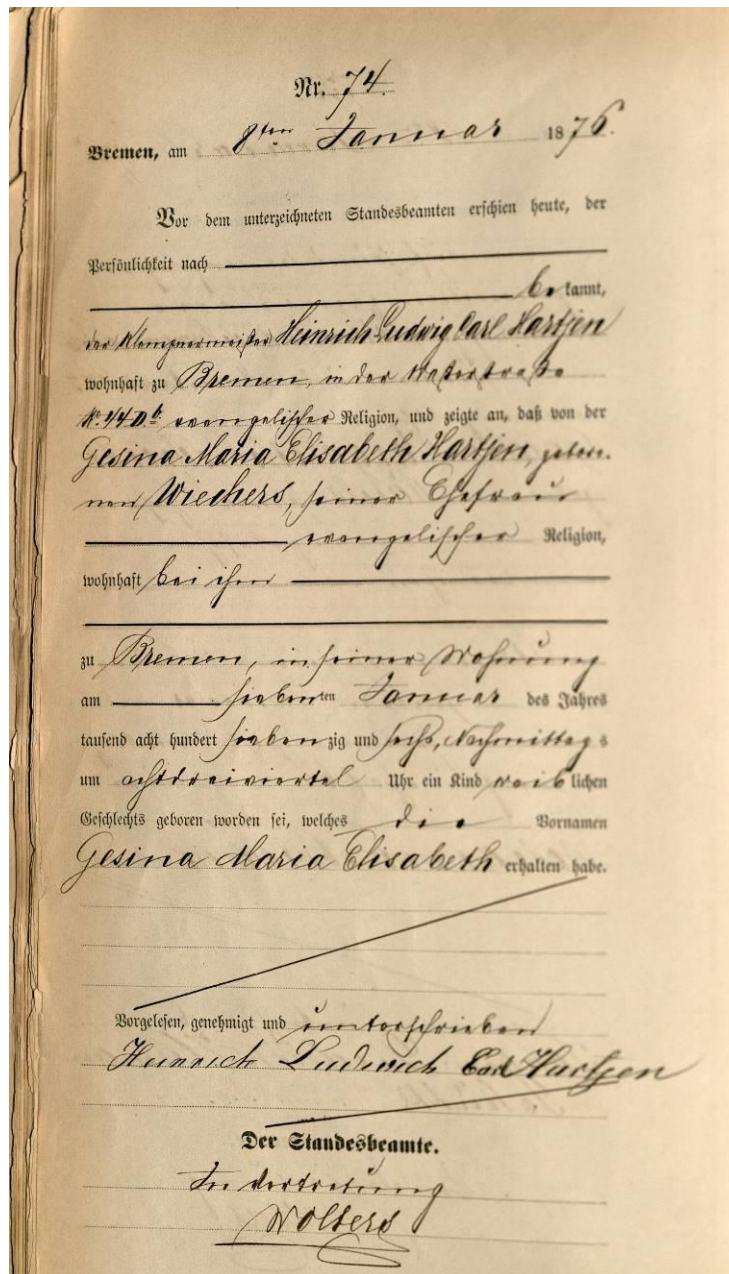 Nr. 74.
Bremen, am 8ten Januar 1876.
Vor dem unterzeichneten Standesbeamten erschien heute, der
Persönlichkeit nach
bekannt,
der Klempnermeister Heinrich Ludwig Carl Hartjen
wohnhaft zu Bremen, in der
evangelischer Religion, und zeigte an, daß von der
Gesina Maria Elisabeth Hartjen, gebore-
nen Wiechers, seiner Ehefrau
evangelischer Religion,
wohnhaft bei ihm
zu Bremen, in seiner Wohnung
am siebenten Januar des Jahres
tausend acht hundert siebenzig und sechs, Nachmittags
um achtdreiviertel Uhr ein Kind weiblichen
Geschlechts geboren worden sei, welches die Vornamen
Gesina Maria Elisabeth erhalten habe.
Vorgelesen, genehmigt und unterschrieben
Heinrich Ludwich Carl Hartjen
Der Standesbeamte.
In Vertretung
Wolters